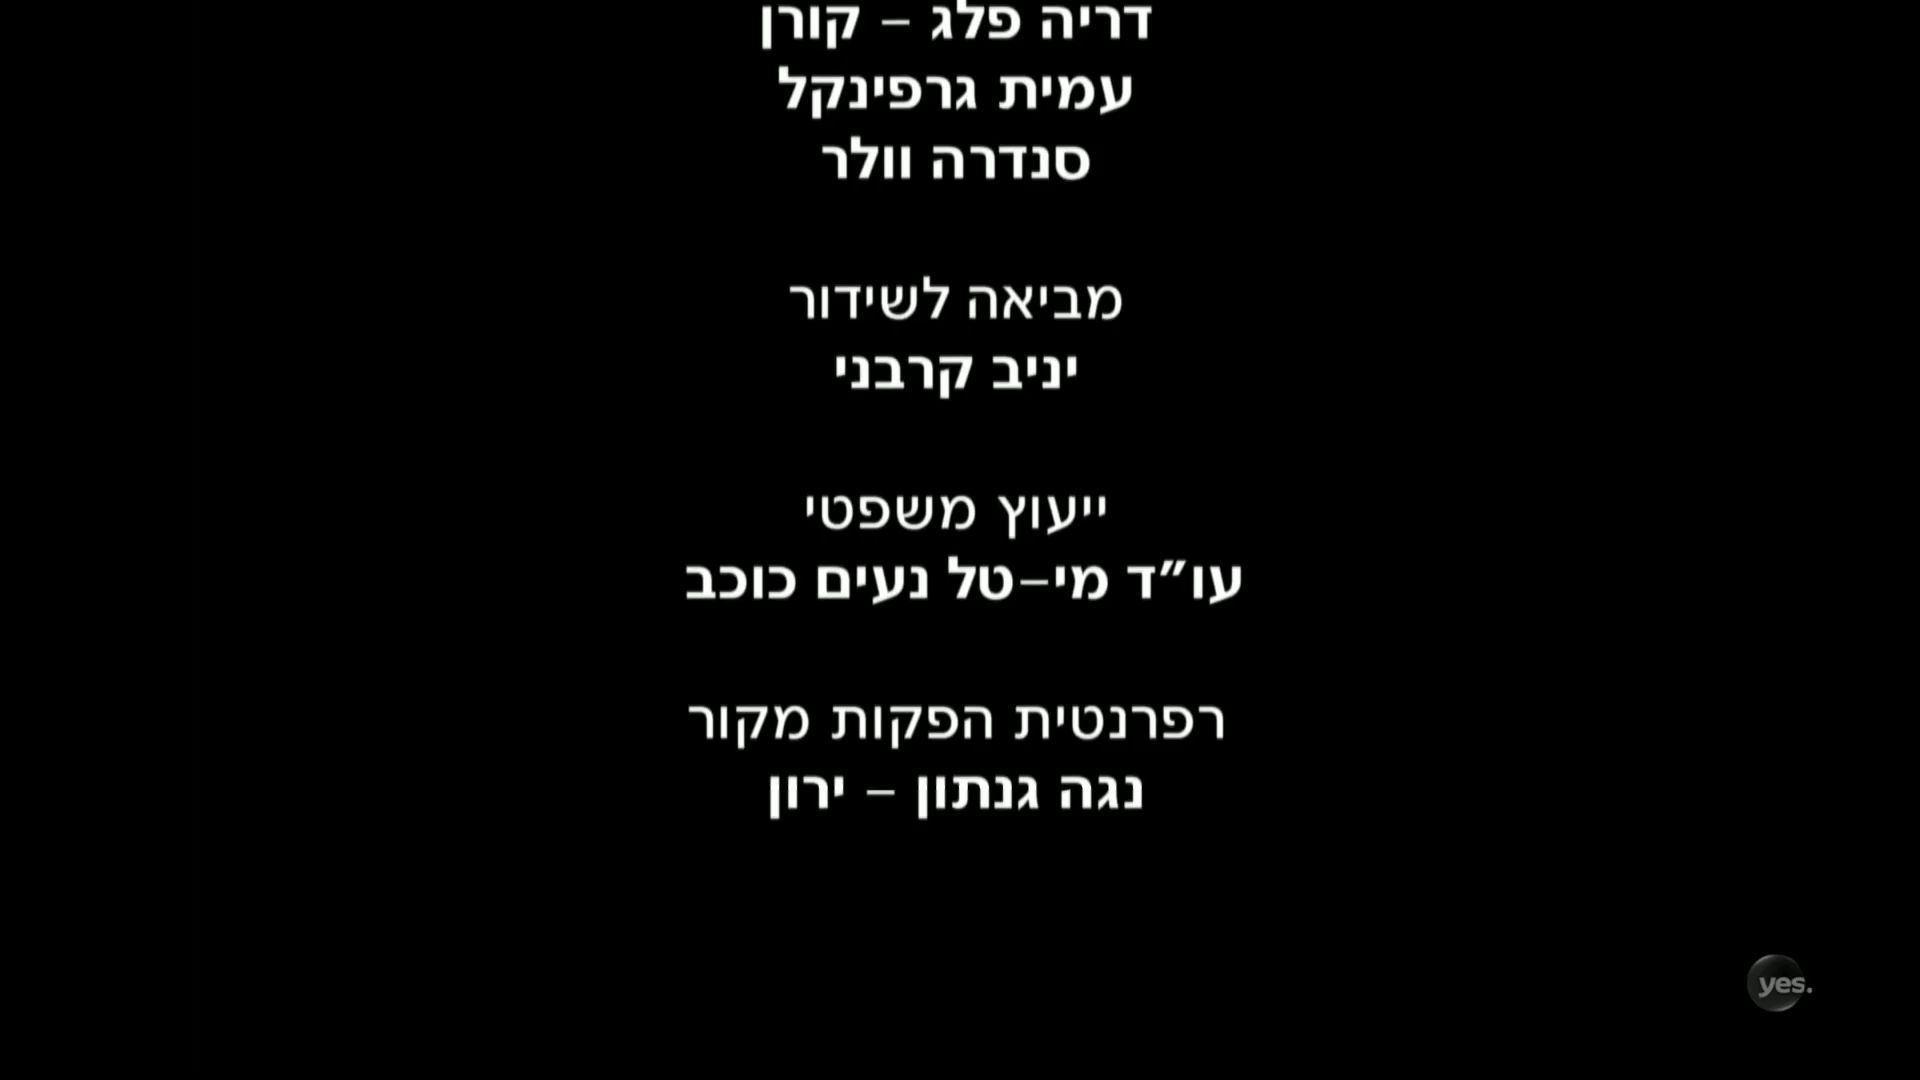 דריה פלג – קורן
עמית גרפינקל
סנדרה וולר
מביאה לשידור
יניב קרבני
ייעוץ משפטי
עו״ד מי–טל נעים כוכב
רפרנטית הפקות מקור
נגה גנתון – ירון
yes.